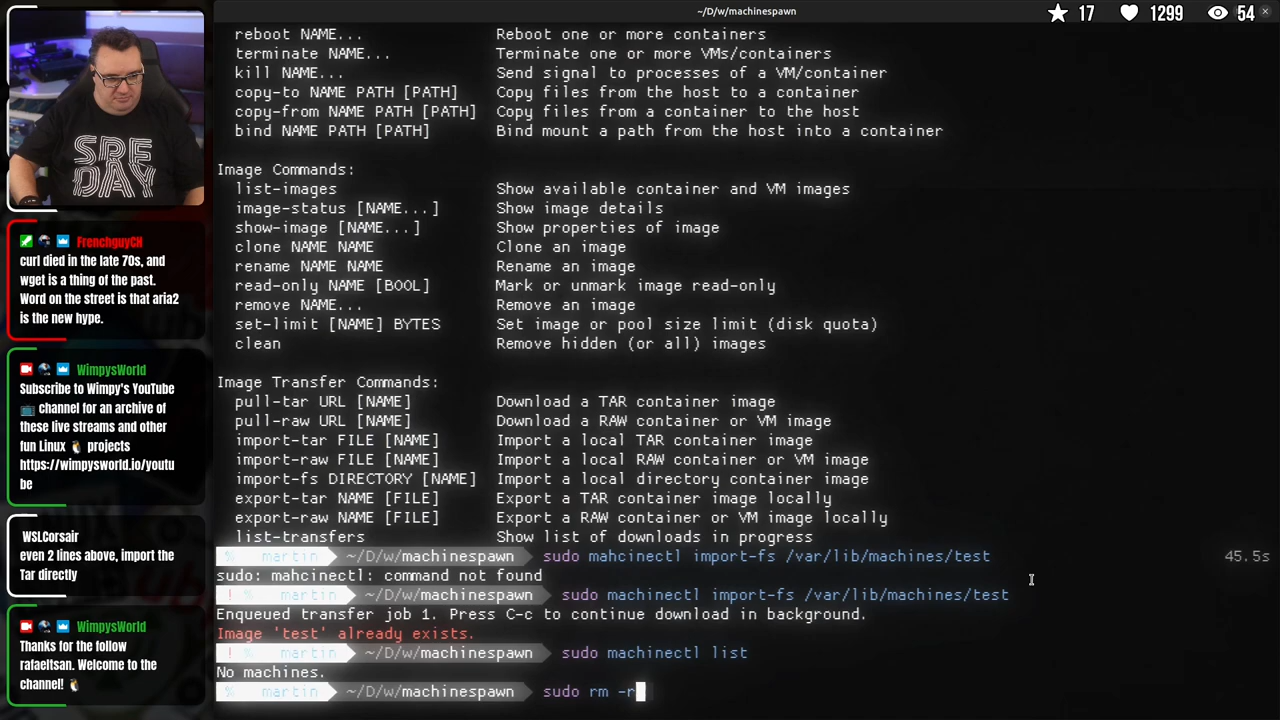 ~/D/w/machinespawn
17
1299
54
SRE
DAY
FrenchguyCH
curl died in the late 70s, and
wget is a thing of the past.
Word on the street is that aria2
is the new hype.
WimpysWorld
Subscribe to Wimpy's YouTube
channel for an archive of
these live streams and other
fun Linux 🐧 projects
https://wimpysworld.io/youtu
be
WSLCorsair
even 2 lines above, import the
Tar directly
WimpysWorld
Thanks for the follow
rafaeltsan. Welcome to the
channel! 🐧
reboot NAME... Reboot one or more containers
terminate NAME... Terminate one or more VMs/containers
kill NAME... Send signal to processes of a VM/container
copy-to NAME PATH [PATH] Copy files from the host to a container
copy-from NAME PATH [PATH] Copy files from a container to the host
bind NAME PATH [PATH] Bind mount a path from the host into a container
Image Commands:
list-images Show available container and VM images
image-status [NAME...] Show image details
show-image [NAME...] Show properties of image
clone NAME NAME Clone an image
rename NAME NAME Rename an image
read-only NAME [BOOL] Mark or unmark image read-only
remove NAME... Remove an image
set-limit [NAME] BYTES Set image or pool size limit (disk quota)
clean Remove hidden (or all) images
Image Transfer Commands:
pull-tar URL [NAME] Download a TAR container image
pull-raw URL [NAME] Download a RAW container or VM image
import-tar FILE [NAME] Import a local TAR container image
import-raw FILE [NAME] Import a local RAW container or VM image
import-fs DIRECTORY [NAME] Import a local directory container image
export-tar NAME [FILE] Export a TAR container image locally
export-raw NAME [FILE] Export a RAW container or VM image locally
list-transfers Show list of downloads in progress
% martin ~/D/w/machinespawn sudo mahcinectl import-fs /var/lib/machines/test 45.5s
sudo: mahcinectl: command not found
! martin ~/D/w/machinespawn sudo machinectl import-fs /var/lib/machines/test
Enqueued transfer job 1. Press C-c to continue download in background.
Image 'test' already exists.
! martin ~/D/w/machinespawn sudo machinectl list
No machines.
% martin ~/D/w/machinespawn sudo rm -r